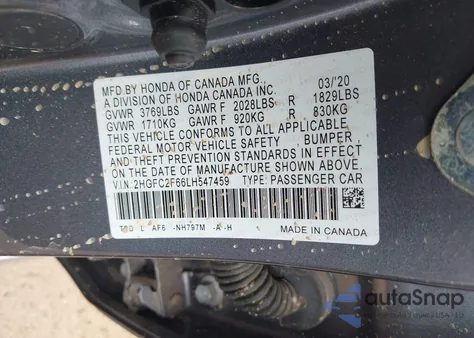 MFD.BY HONDA OF CANADA MFG., 03/'20
A DIVISION OF HONDA CANADA INC.
GVWR 3769LBS GAWR F 2028LBS R 1829LBS
GVWR 1710KG GAWR F 920KG R 830KG
THIS VEHICLE CONFORMS TO ALL APPLICABLE
FEDERAL MOTOR VEHICLE SAFETY , BUMPER
AND THEFT PREVENTION STANDARDS IN EFFECT
ON THE DATE OF MANUFACTURE SHOWN ABOVE.
V.I.N. 2HGFC2F66LH547459 TYPE: PASSENGER CAR
L AF6 -NH797M -A -H
MADE IN CANADA
autaSnap